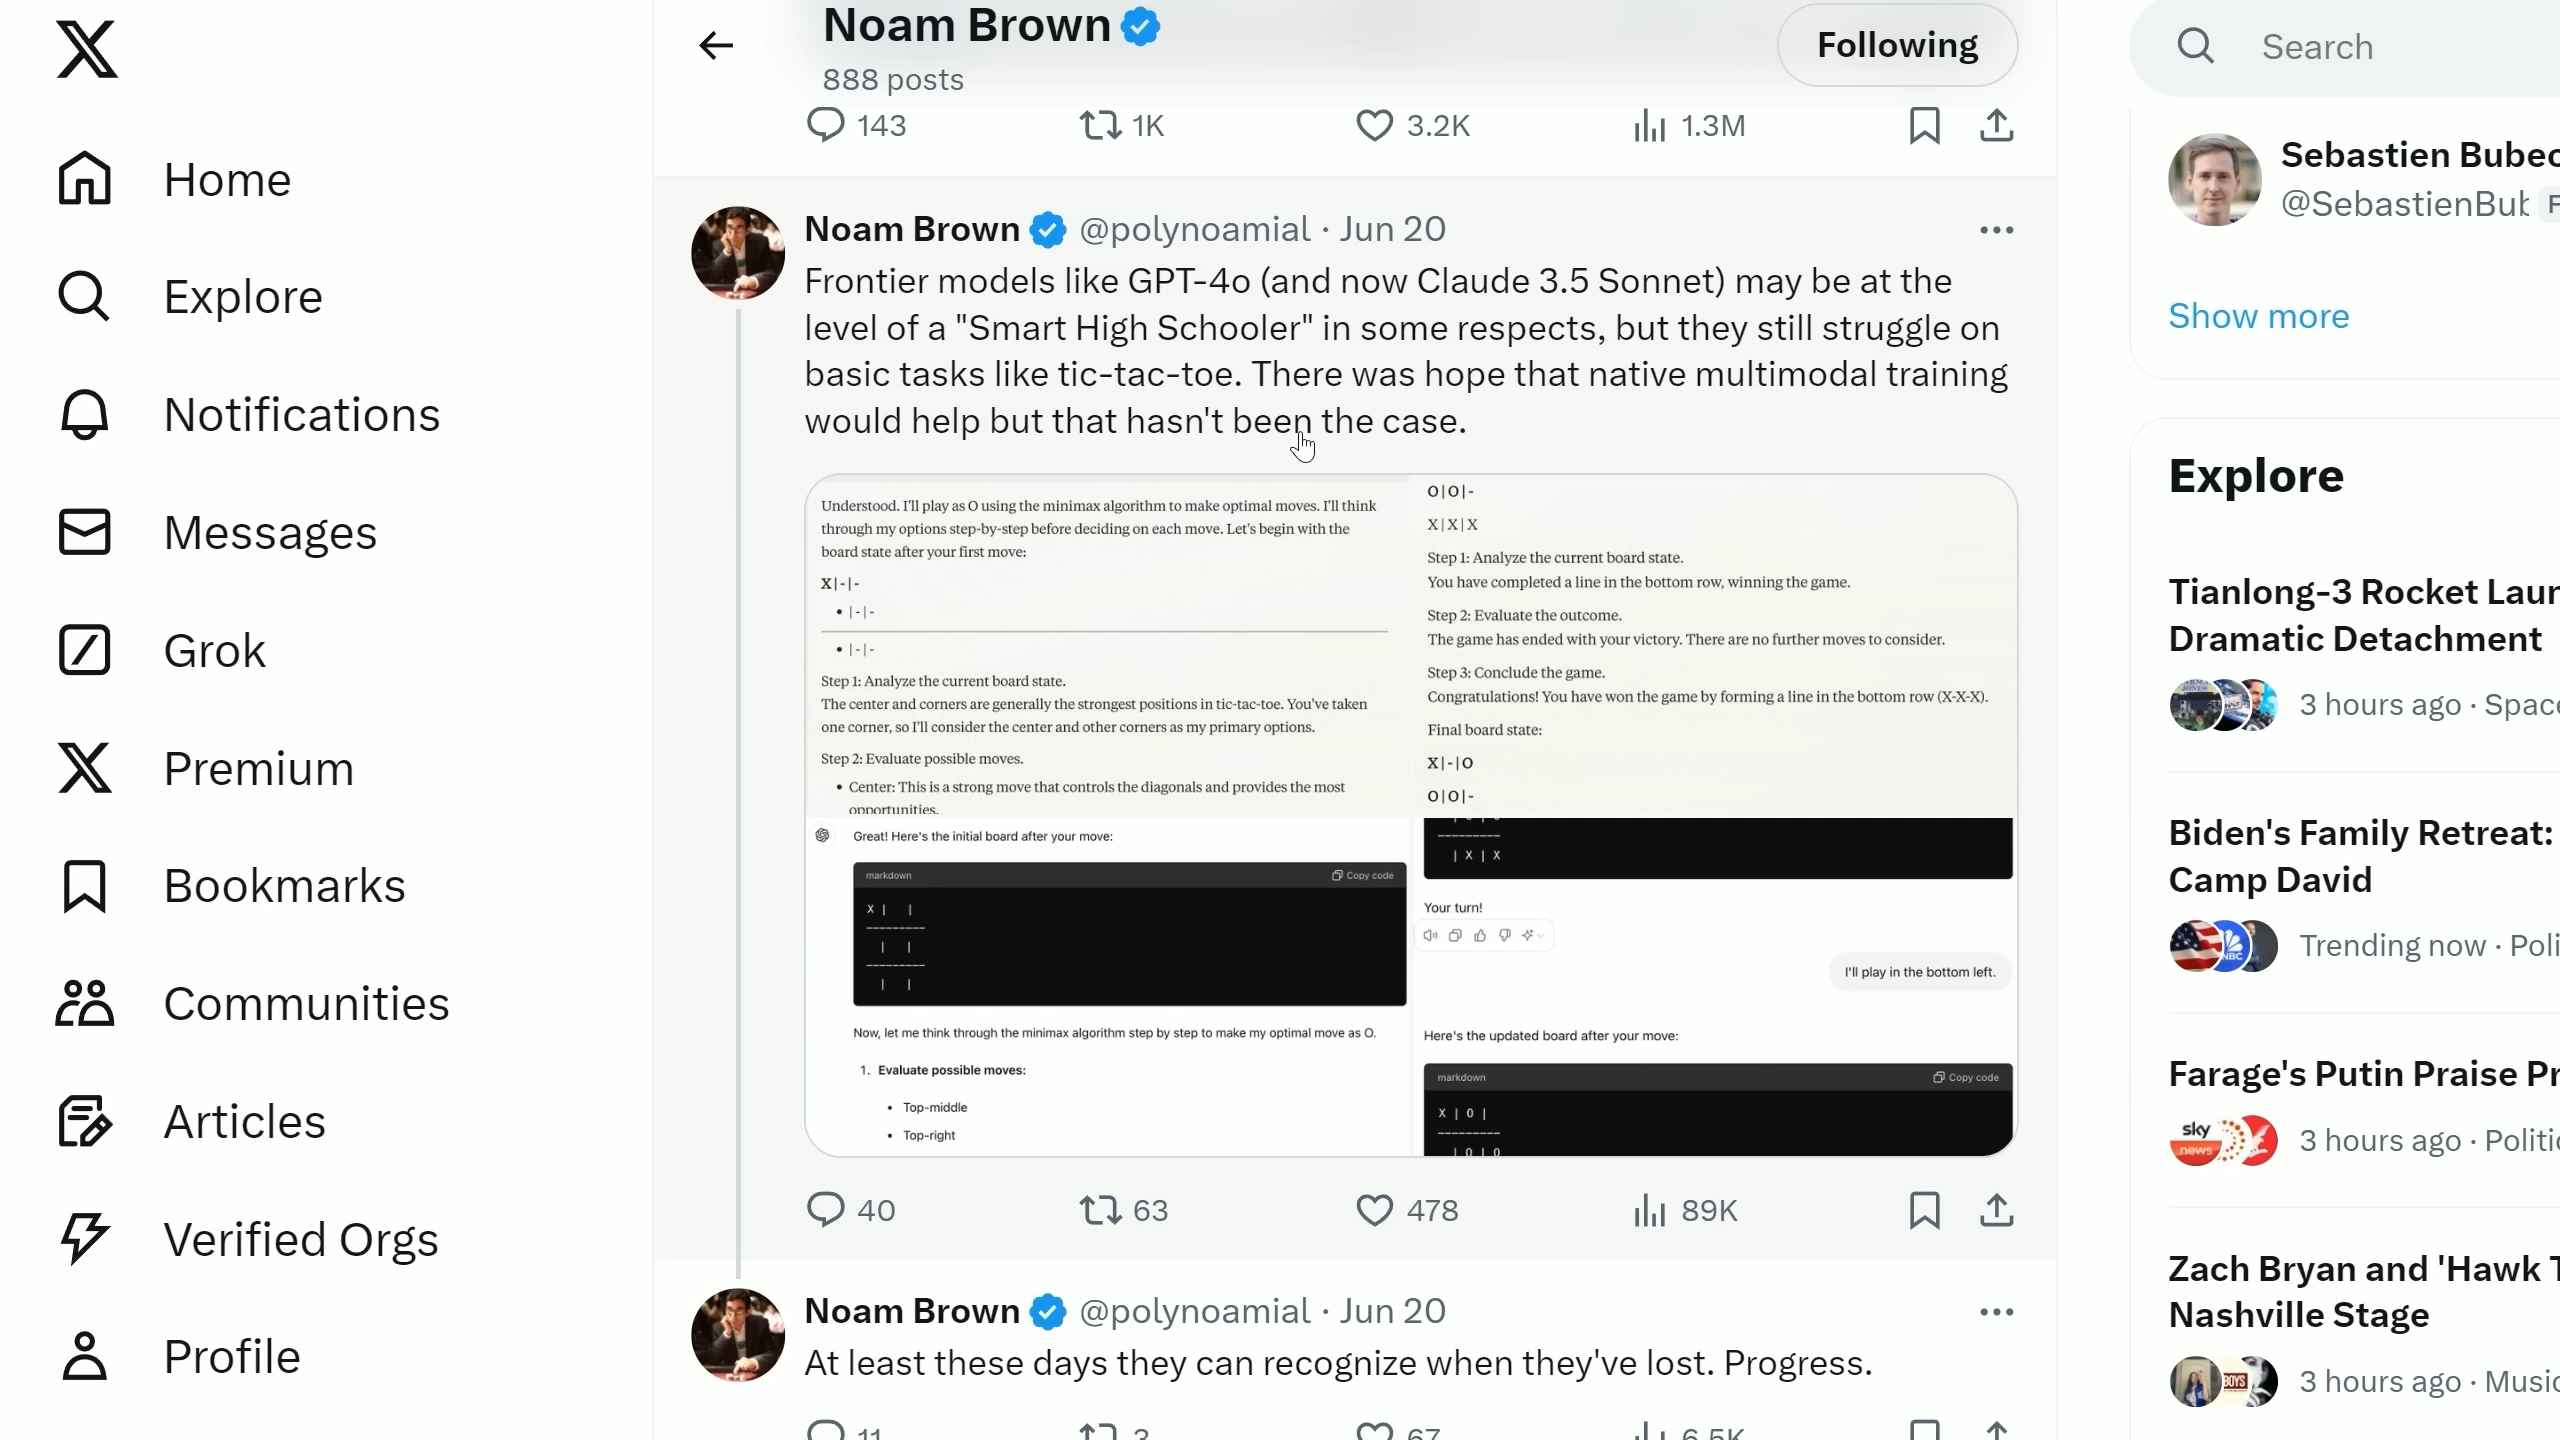 Home
Explore
Notifications
Messages
Grok
Premium
Bookmarks
Communities
Articles
Verified Orgs
Profile
Noam Brown
888 posts
Following
143 1K 3.2K 1.3M
Noam Brown @polynoamial · Jun 20
Frontier models like GPT-4o (and now Claude 3.5 Sonnet) may be at the
level of a "Smart High Schooler" in some respects, but they still struggle on
basic tasks like tic-tac-toe. There was hope that native multimodal training
would help but that hasn't been the case.
Understood. I'll play as O using the minimax algorithm to make optimal moves. I'll think
through my options step-by-step before deciding on each move. Let's begin with the
board state after your first move:
X|-|-
• |-|-
• |-|-
Step 1: Analyze the current board state.
The center and corners are generally the strongest positions in tic-tac-toe. You've taken
one corner, so I'll consider the center and other corners as my primary options.
Step 2: Evaluate possible moves.
• Center: This is a strong move that controls the diagonals and provides the most
opportunities.
O|O|-
X|X|X
Step 1: Analyze the current board state.
You have completed a line in the bottom row, winning the game.
Step 2: Evaluate the outcome.
The game has ended with your victory. There are no further moves to consider.
Step 3: Conclude the game.
Congratulations! You have won the game by forming a line in the bottom row (X-X-X).
Final board state:
X|-|O
O|O|-
Great! Here's the initial board after your move:
markdown Copy code
X | |
---------
| |
---------
| |
Now, let me think through the minimax algorithm step by step to make my optimal move as O.
1. Evaluate possible moves:
• Top-middle
• Top-right
| O | O
---------
| X | X
Your turn!
I'll play in the bottom left.
Here's the updated board after your move:
markdown Copy code
X | O |
---------
| O | O
40 63 478 89K
Noam Brown @polynoamial · Jun 20
At least these days they can recognize when they've lost. Progress.
11 3 67 6.5K
Search
Sebastien Bubec
@SebastienBub F
Show more
Explore
Tianlong-3 Rocket Laun
Dramatic Detachment
3 hours ago · Space
Biden's Family Retreat:
Camp David
NBC
Trending now · Poli
Farage's Putin Praise Pr
sky
news
3 hours ago · Politi
Zach Bryan and 'Hawk T
Nashville Stage
BOYS
3 hours ago · Music